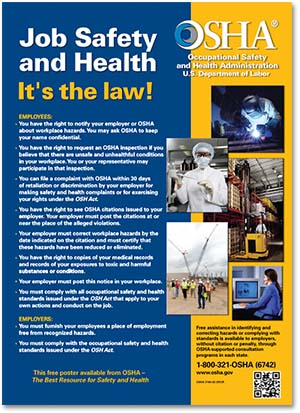 Job Safety
and Health
It's the law!
OSHA®
Occupational Safety
and Health Administration
U.S. Department of Labor
EMPLOYEES:
· You have the right to notify your employer or OSHA
about workplace hazards. You may ask OSHA to keep
your name confidential.
· You have the right to request an OSHA inspection if you
believe that there are unsafe and unhealthful conditions
in your workplace. You or your representative may
participate in that inspection.
· You can file a complaint with OSHA within 30 days
of retaliation or discrimination by your employer for
making safety and health complaints or for exercising
your rights under the OSH Act.
· You have the right to see OSHA citations issued to your
employer. Your employer must post the citations at or
near the place of the alleged violations.
· Your employer must correct workplace hazards by the
date indicated on the citation and must certify that
these hazards have been reduced or eliminated.
· You have the right to copies of your medical records
and records of your exposures to toxic and harmful
substances or conditions.
· Your employer must post this notice in your workplace.
· You must comply with all occupational safety and health
standards issued under the OSH Act that apply to your
own actions and conduct on the job.
EMPLOYERS:
· You must furnish your employees a place of employment
free from recognized hazards.
· You must comply with the occupational safety and health
standards issued under the OSH Act.
This free poster available from OSHA –
The Best Resource for Safety and Health
Free assistance in identifying and
correcting hazards or complying with
standards is available to employers,
without citation or penalty, through
OSHA-supported consultation
programs in each state.
1-800-321-OSHA (6742)
www.osha.gov